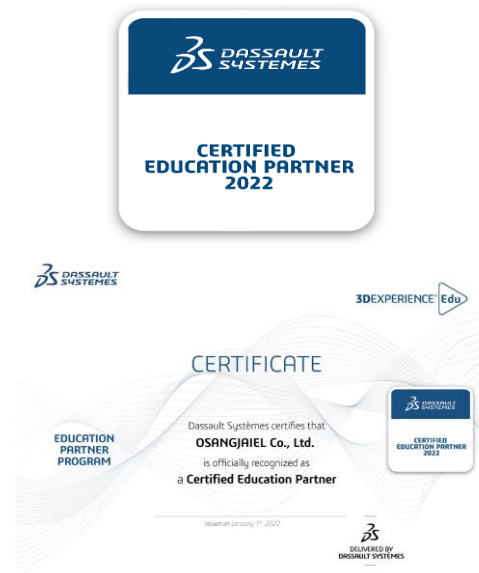 DASSAULT
SYSTEMES
CERTIFIED
EDUCATION PARTNER
2022
DASSAULT
SYSTEMES
3DEXPERIENCE® Edu
CERTIFICATE
Dassault Systèmes certifies that
OSANGJAIEL Co., Ltd.
is officially recognized as
a Certified Education Partner
EDUCATION
PARTNER
PROGRAM
DASSAULT
SYSTEMES
CERTIFIED
EDUCATION PARTNER
2022
Issued on January 1st, 2022
DELIVERED BY
DASSAULT SYSTÈMES